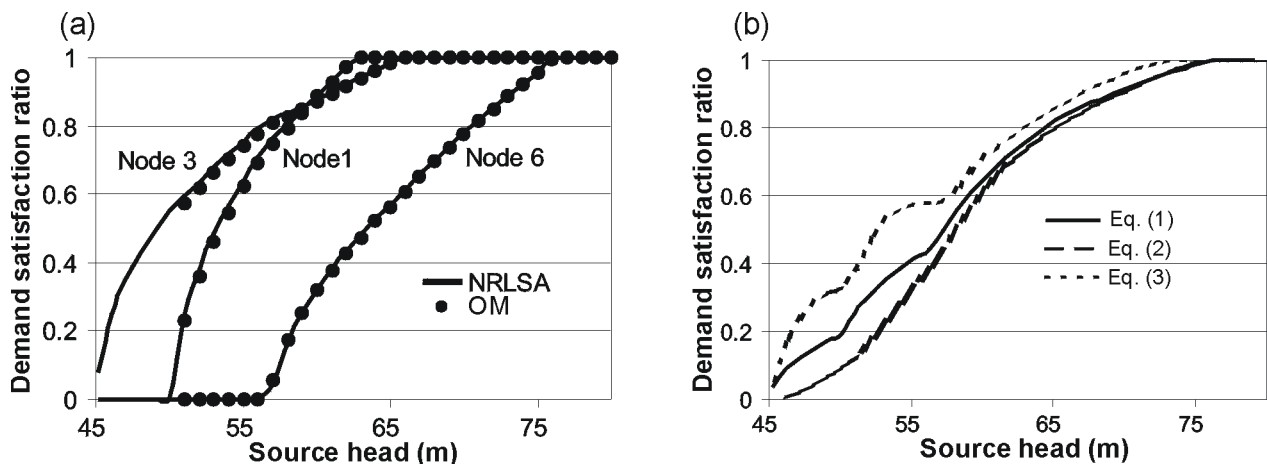 (a)
Demand satisfaction ratio
1
0.8
0.6
0.4
0.2
0
Node 3
Node1
Node 6
NRLSA
OM
45
55
65
75
Source head (m)
(b)
Demand satisfaction ratio
1
0.8
0.6
0.4
0.2
0
Eq. (1)
Eq. (2)
Eq. (3)
45
55
65
75
Source head (m)